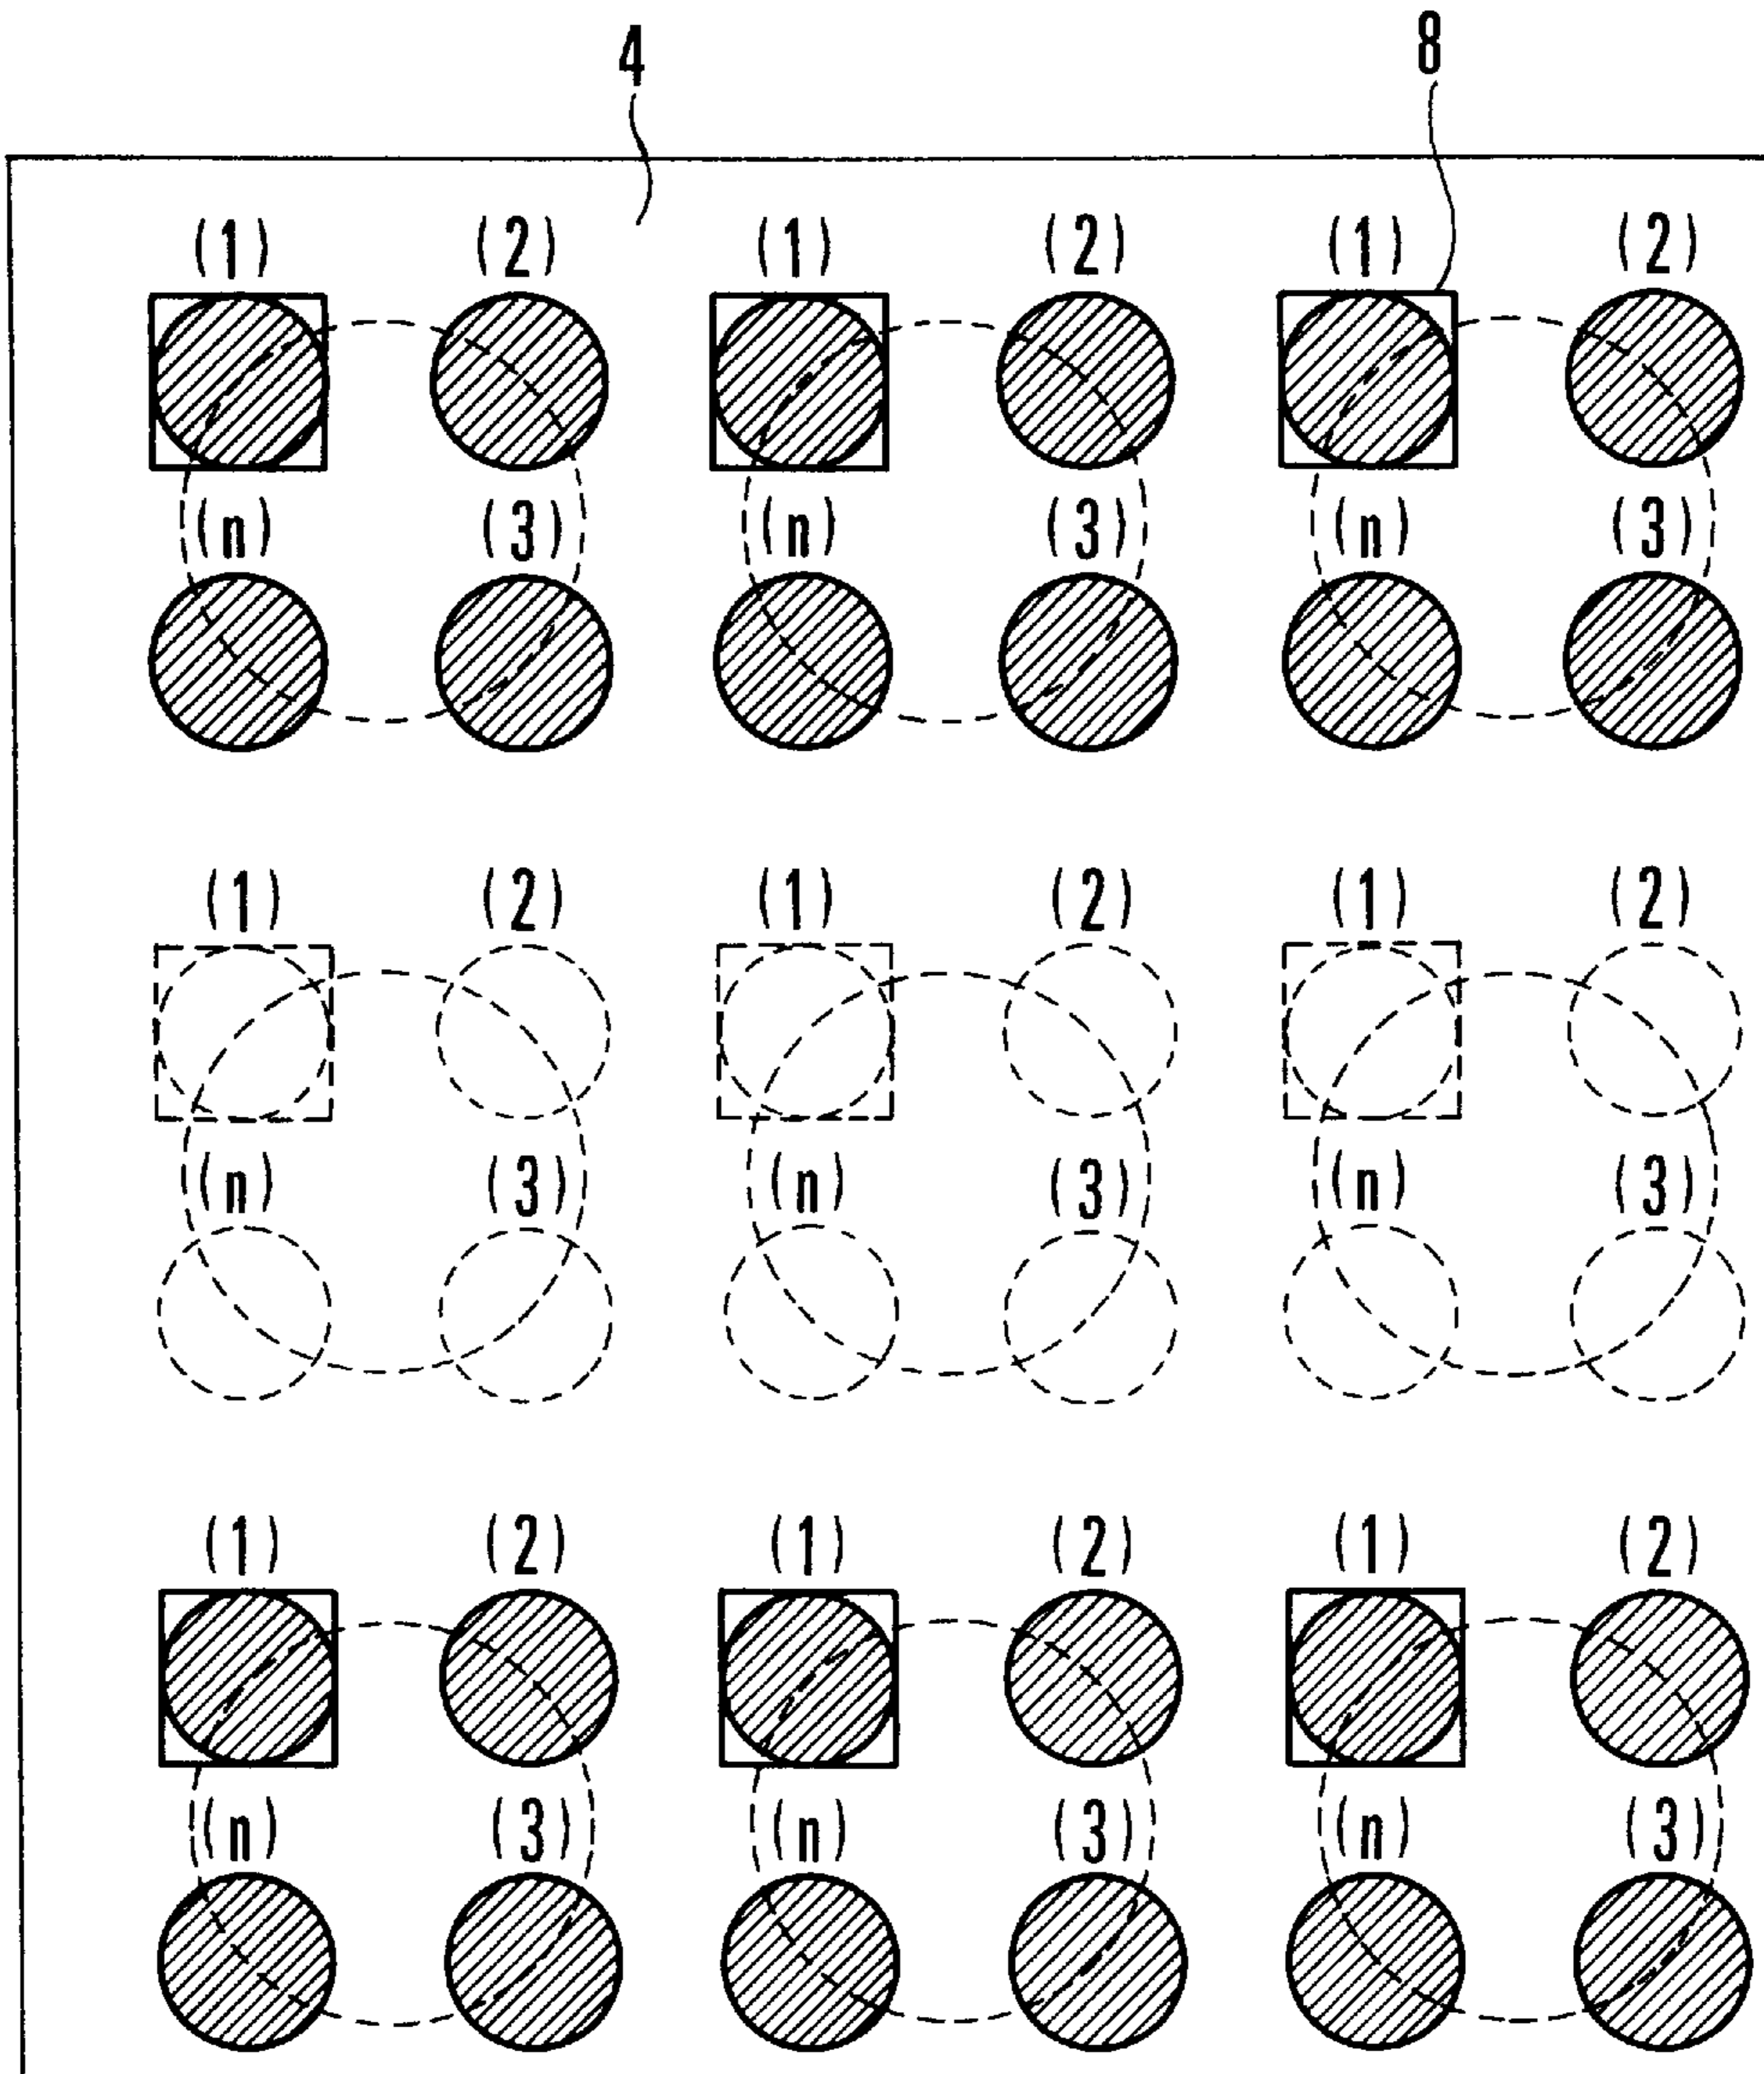 4 8
(1) (2) (1) (2) (1) (2)
(n) (3) (n) (3) (n) (3)
(1) (2) (1) (2) (1) (2)
(n) (3) (n) (3) (n) (3)
(1) (2) (1) (2) (1) (2)
(n) (3) (n) (3) (n) (3)